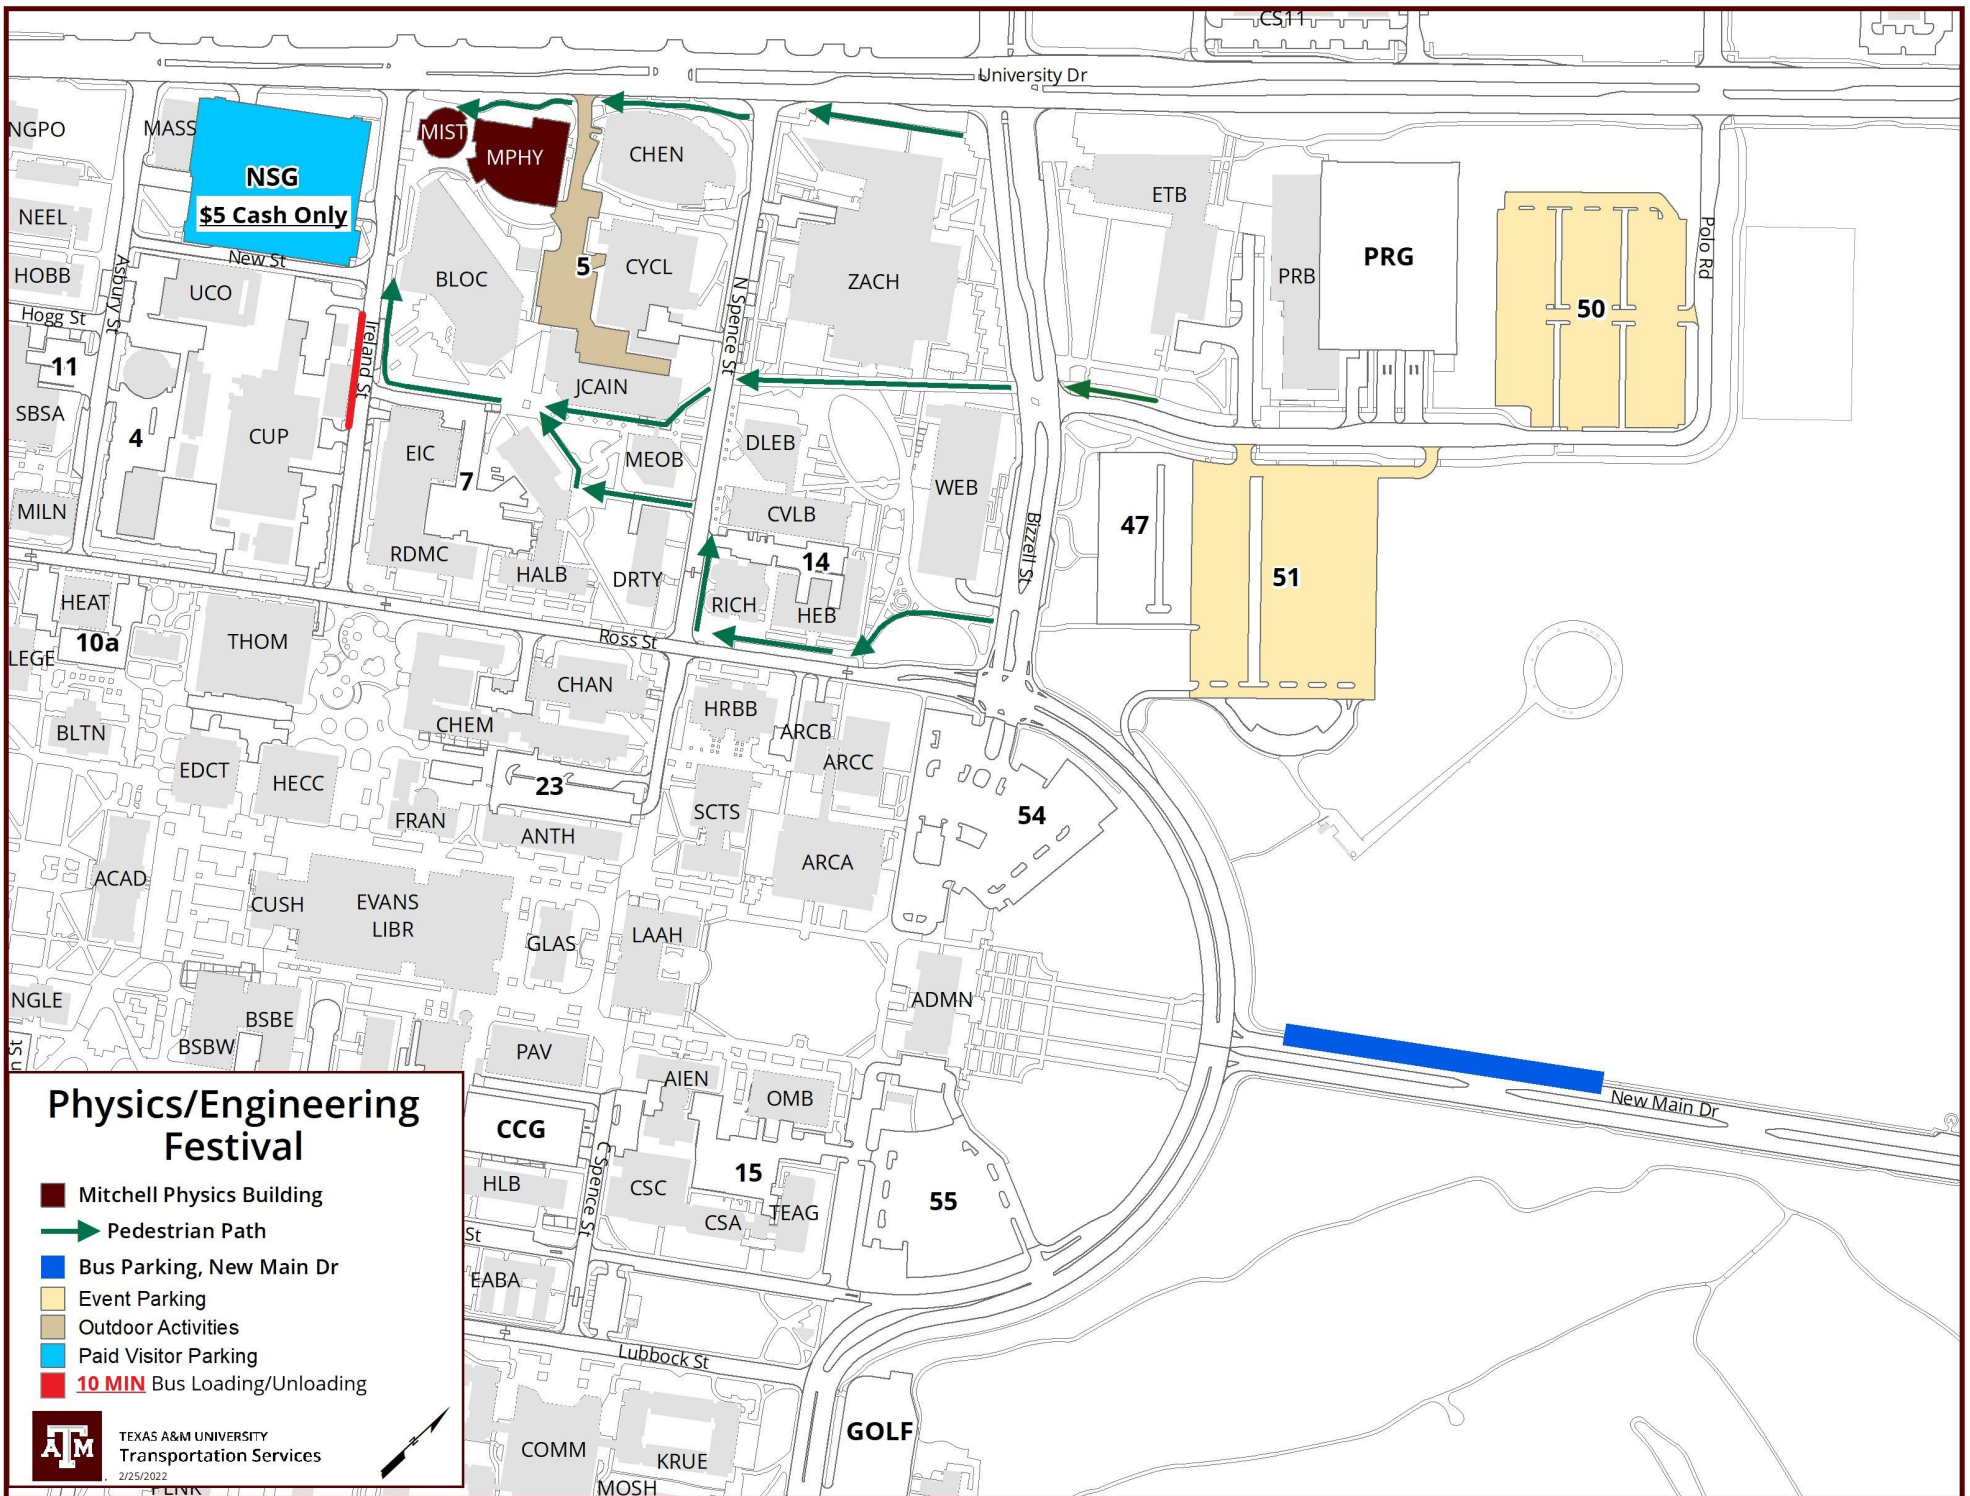 CS11
University Dr
NGPO
MASS
MIST
MPHY
CHEN
NSG
$5 Cash Only
ETB
NEEL
PRG
Polo Rd
New St
5
CYCL
ZACH
PRB
HOBB
Asbury St
UCO
BLOC
N Spence St
50
Hogg St
Ireland St
11
JCAIN
SBSA
4
CUP
EIC
7
MEOB
DLEB
WEB
MILN
CVLB
47
Bizzell St
RDMC
14
51
HALB
DRTY
HEAT
RICH
HEB
10a
THOM
Ross St
LEGE
CHAN
HRBB
CHEM
ARCB
BLTN
ARCC
EDCT
HECC
23
SCTS
54
FRAN
ANTH
ARCA
ACAD
CUSH
EVANS
LIBR
GLAS
LAAH
NGLE
ADMN
BSBE
BSBW
n St
PAV
AIEN
OMB
New Main Dr
CCG
C Spence St
15
HLB
CSC
55
CSA
TEAG
St
EABA
Lubbock St
GOLF
COMM
KRUE
MOSH
Physics/Engineering
Festival
Mitchell Physics Building
Pedestrian Path
Bus Parking, New Main Dr
Event Parking
Outdoor Activities
Paid Visitor Parking
10 MIN Bus Loading/Unloading
ATM
TEXAS A&M UNIVERSITY
Transportation Services
2/25/2022
N